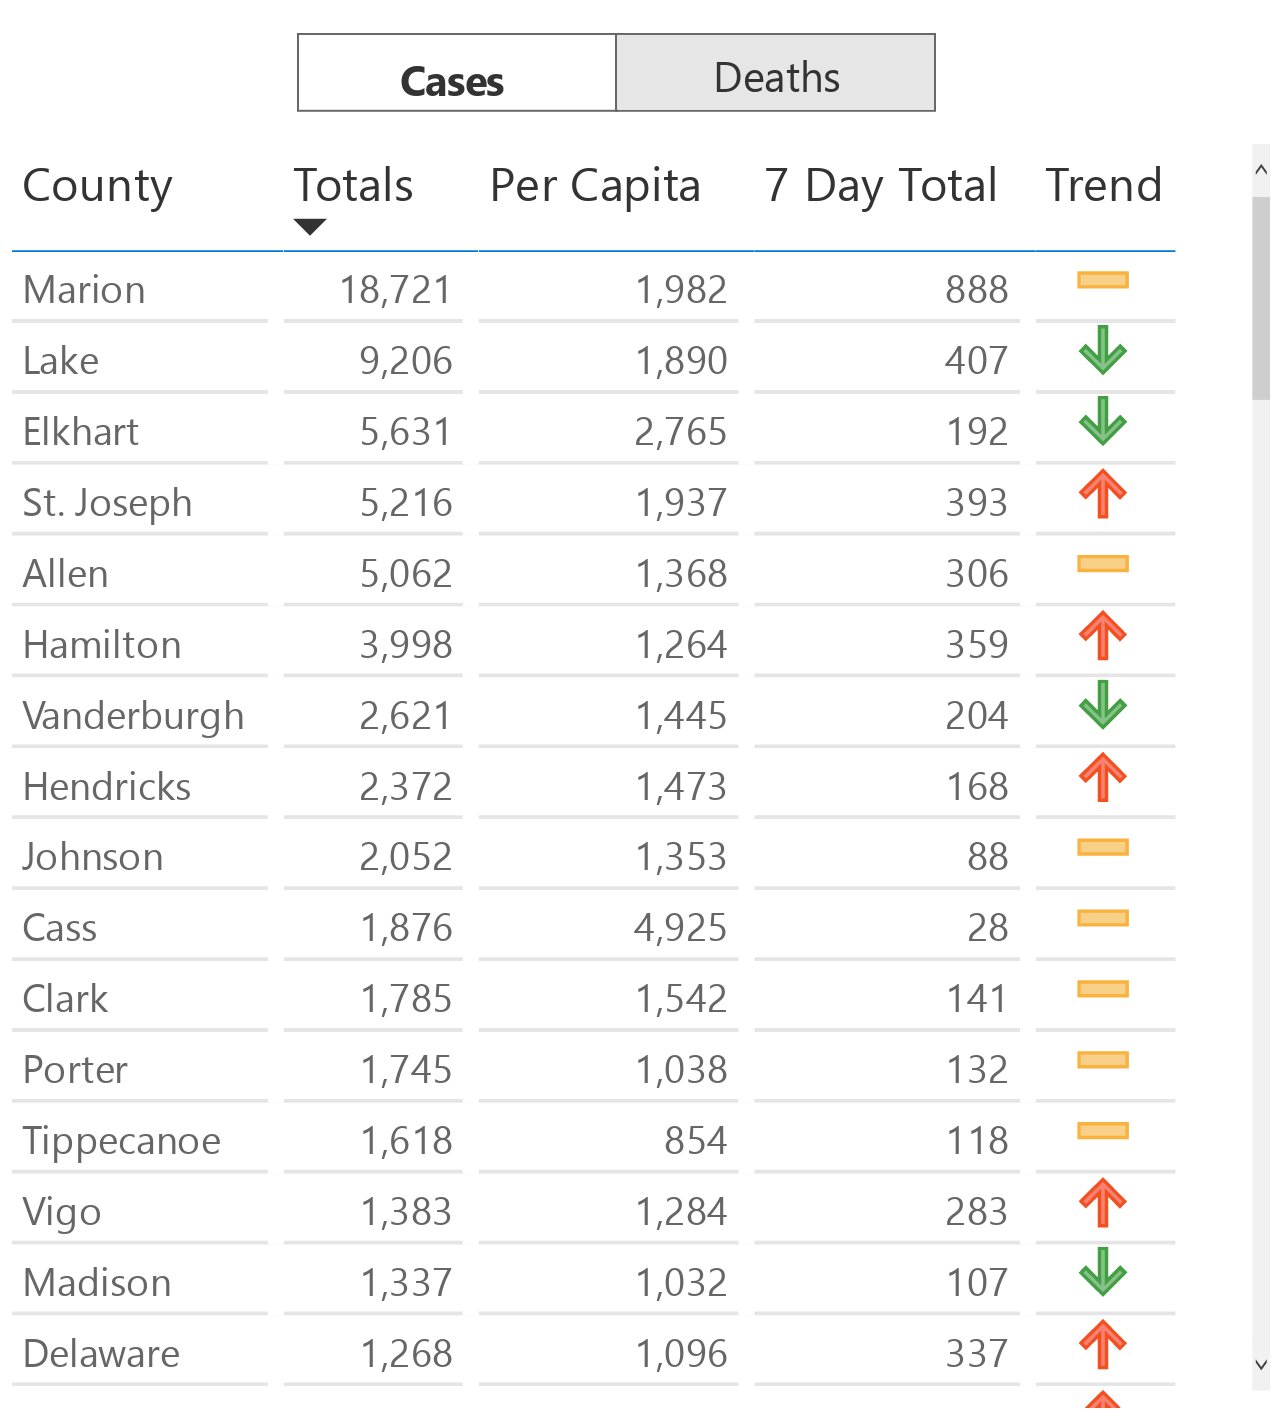 Cases Deaths
County Totals Per Capita 7 Day Total Trend
Marion 18,721 1,982 888
Lake 9,206 1,890 407
Elkhart 5,631 2,765 192
St. Joseph 5,216 1,937 393
Allen 5,062 1,368 306
Hamilton 3,998 1,264 359
Vanderburgh 2,621 1,445 204
Hendricks 2,372 1,473 168
Johnson 2,052 1,353 88
Cass 1,876 4,925 28
Clark 1,785 1,542 141
Porter 1,745 1,038 132
Tippecanoe 1,618 854 118
Vigo 1,383 1,284 283
Madison 1,337 1,032 107
Delaware 1,268 1,096 337